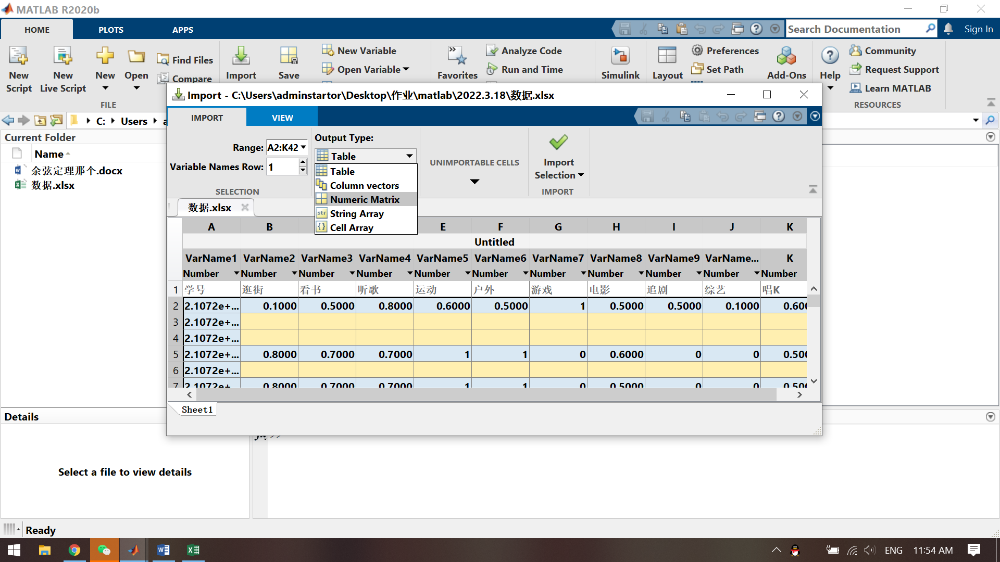 MATLAB R2020b
HOME PLOTS APPS Search Documentation Sign In
New Script New Live Script New Open Find Files Compare Import Save New Variable Open Variable Favorites Analyze Code Run and Time Simulink Layout Preferences Set Path Add-Ons Help Community Request Support Learn MATLAB
FILE RESOURCES
C: Users
Current Folder
Name
余弦定理那个.docx
数据.xlsx
Details
Select a file to view details
Ready
Import - C:\Users\adminstartor\Desktop\作业\matlab\2022.3.18\数据.xlsx
IMPORT VIEW
Range: A2:K42
Variable Names Row: 1
SELECTION
Output Type:
Table
Table
Column vectors
Numeric Matrix
String Array
Cell Array
UNIMPORTABLE CELLS
Import Selection
IMPORT
数据.xlsx
A B E F G H I J K
Untitled
VarName1 VarName2 VarName3 VarName4 VarName5 VarName6 VarName7 VarName8 VarName9 VarName... K
Number Number Number Number Number Number Number Number Number Number Number
1 学号 逛街 看书 听歌 运动 户外 游戏 电影 追剧 综艺 唱K
2 2.1072e+... 0.1000 0.5000 0.8000 0.6000 0.5000 1 0.5000 0.5000 0.1000 0.600
3 2.1072e+...
4 2.1072e+...
5 2.1072e+... 0.8000 0.7000 0.7000 1 1 0 0.6000 0 0 0.500
6 2.1072e+...
7 2.1072e+... 0.8000 0.7000 0.7000 1 1 0 0.5000 0 0 0.500
Sheet1
ENG 11:54 AM